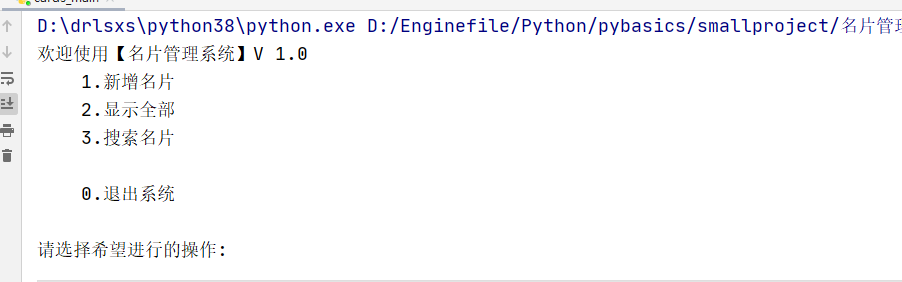 cards_main
D:\drlsxs\python38\python.exe D:/Enginefile/Python/pybasics/smallproject/名片管理
欢迎使用【名片管理系统】V 1.0
1.新增名片
2.显示全部
3.搜索名片
0.退出系统
请选择希望进行的操作: